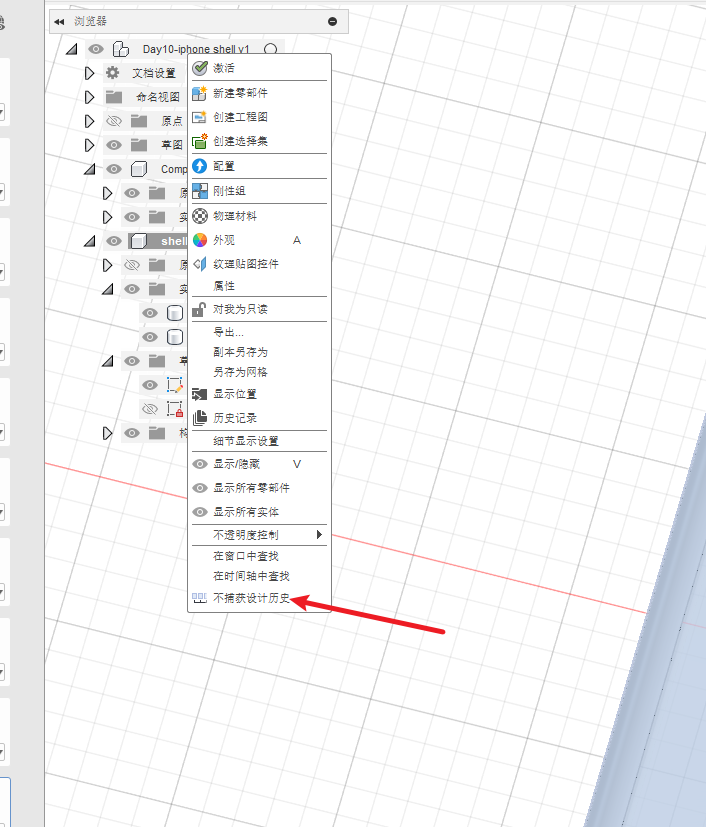 浏览器
Day10-iphone shell v1
文档设置
命名视图
原点
草图
Comp
shell
激活
新建零部件
创建工程图
创建选择集
配置
刚性组
物理材料
外观 A
纹理贴图控件
属性
对我为只读
导出...
副本另存为
另存为网格
显示位置
历史记录
细节显示设置
显示/隐藏 V
显示所有零部件
显示所有实体
不透明度控制
在窗口中查找
在时间轴中查找
不捕获设计历史